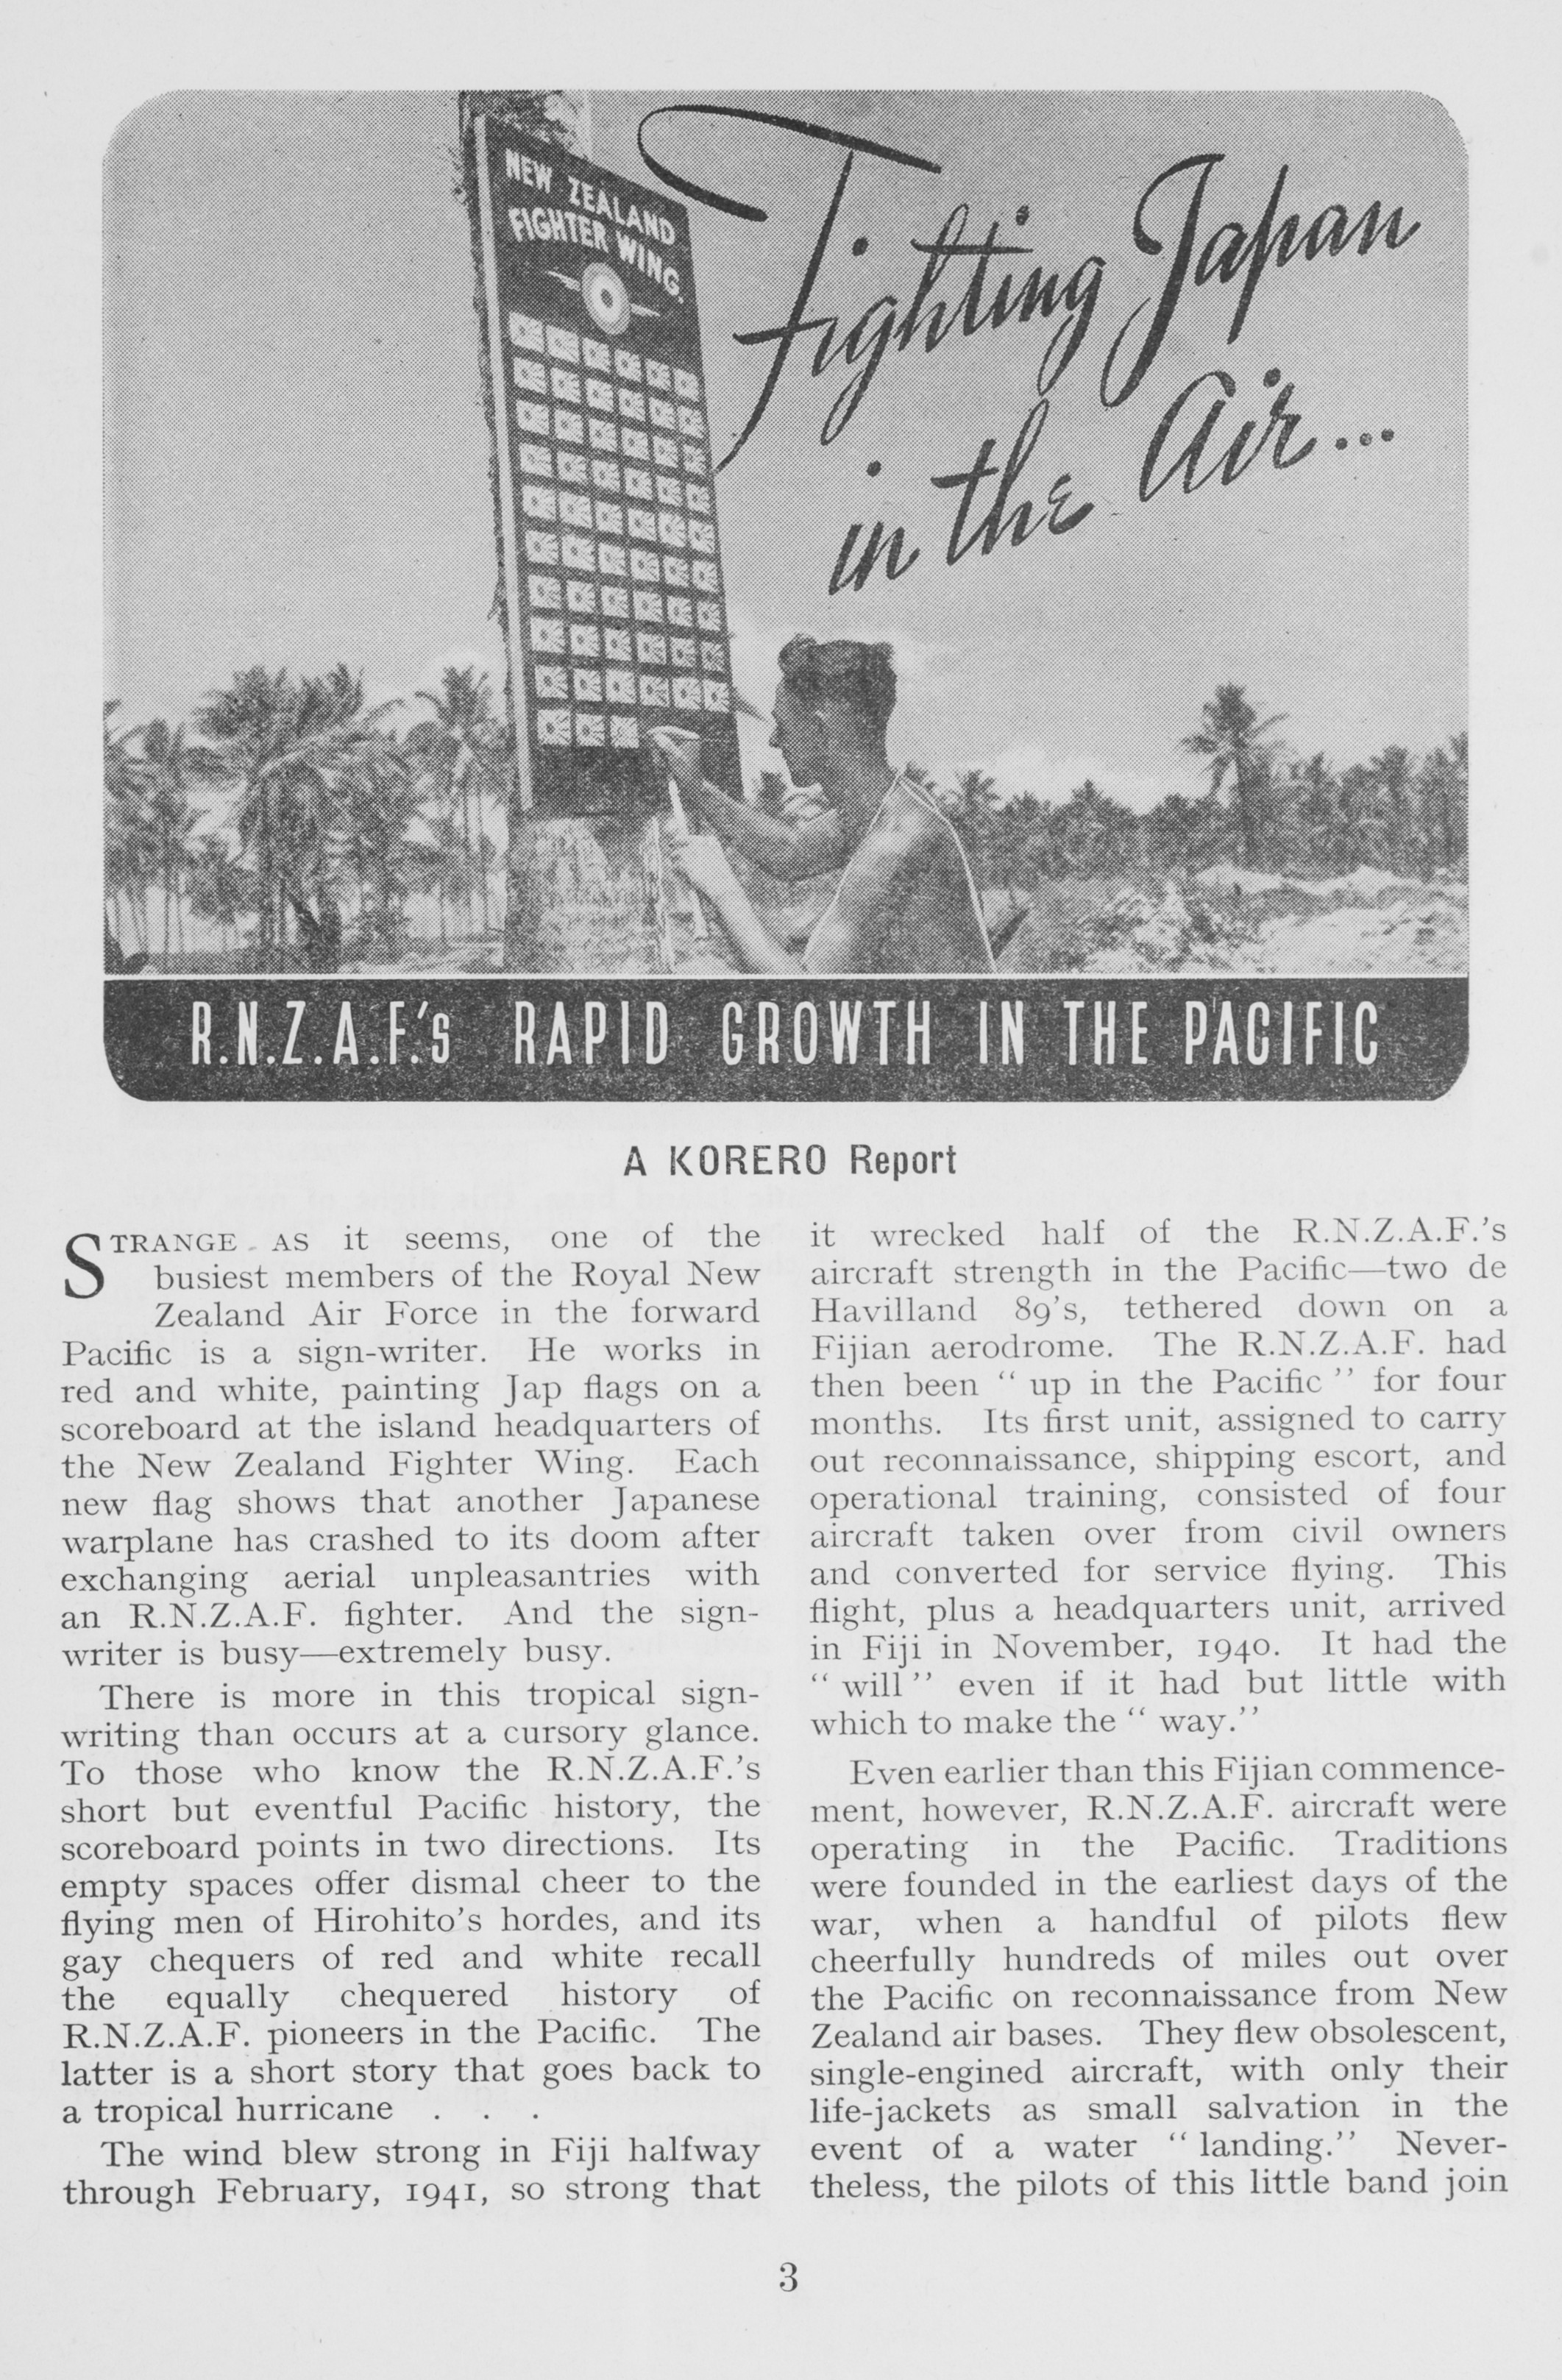 NEW ZEALAND
FIGHTER WING.
Fighting Japan
in the Air...
R.N.Z.A.F.'s RAPID GROWTH IN THE PACIFIC
A KORERO Report
STRANGE AS it seems, one of the
busiest members of the Royal New
Zealand Air Force in the forward
Pacific is a sign-writer. He works in
red and white, painting Jap flags on a
scoreboard at the island headquarters of
the New Zealand Fighter Wing. Each
new flag shows that another Japanese
warplane has crashed to its doom after
exchanging aerial unpleasantries with
an R.N.Z.A.F. fighter. And the sign-
writer is busy—extremely busy.
There is more in this tropical sign-
writing than occurs at a cursory glance.
To those who know the R.N.Z.A.F.'s
short but eventful Pacific history, the
scoreboard points in two directions. Its
empty spaces offer dismal cheer to the
flying men of Hirohito's hordes, and its
gay chequers of red and white recall
the equally chequered history of
R.N.Z.A.F. pioneers in the Pacific. The
latter is a short story that goes back to
a tropical hurricane . . .
The wind blew strong in Fiji halfway
through February, 1941, so strong that
it wrecked half of the R.N.Z.A.F.'s
aircraft strength in the Pacific—two de
Havilland 89's, tethered down on a
Fijian aerodrome. The R.N.Z.A.F. had
then been “ up in the Pacific ” for four
months. Its first unit, assigned to carry
out reconnaissance, shipping escort, and
operational training, consisted of four
aircraft taken over from civil owners
and converted for service flying. This
flight, plus a headquarters unit, arrived
in Fiji in November, 1940. It had the
“ will ” even if it had but little with
which to make the “ way.”
Even earlier than this Fijian commence-
ment, however, R.N.Z.A.F. aircraft were
operating in the Pacific. Traditions
were founded in the earliest days of the
war, when a handful of pilots flew
cheerfully hundreds of miles out over
the Pacific on reconnaissance from New
Zealand air bases. They flew obsolescent,
single-engined aircraft, with only their
life-jackets as small salvation in the
event of a water “ landing.” Never-
theless, the pilots of this little band join
3